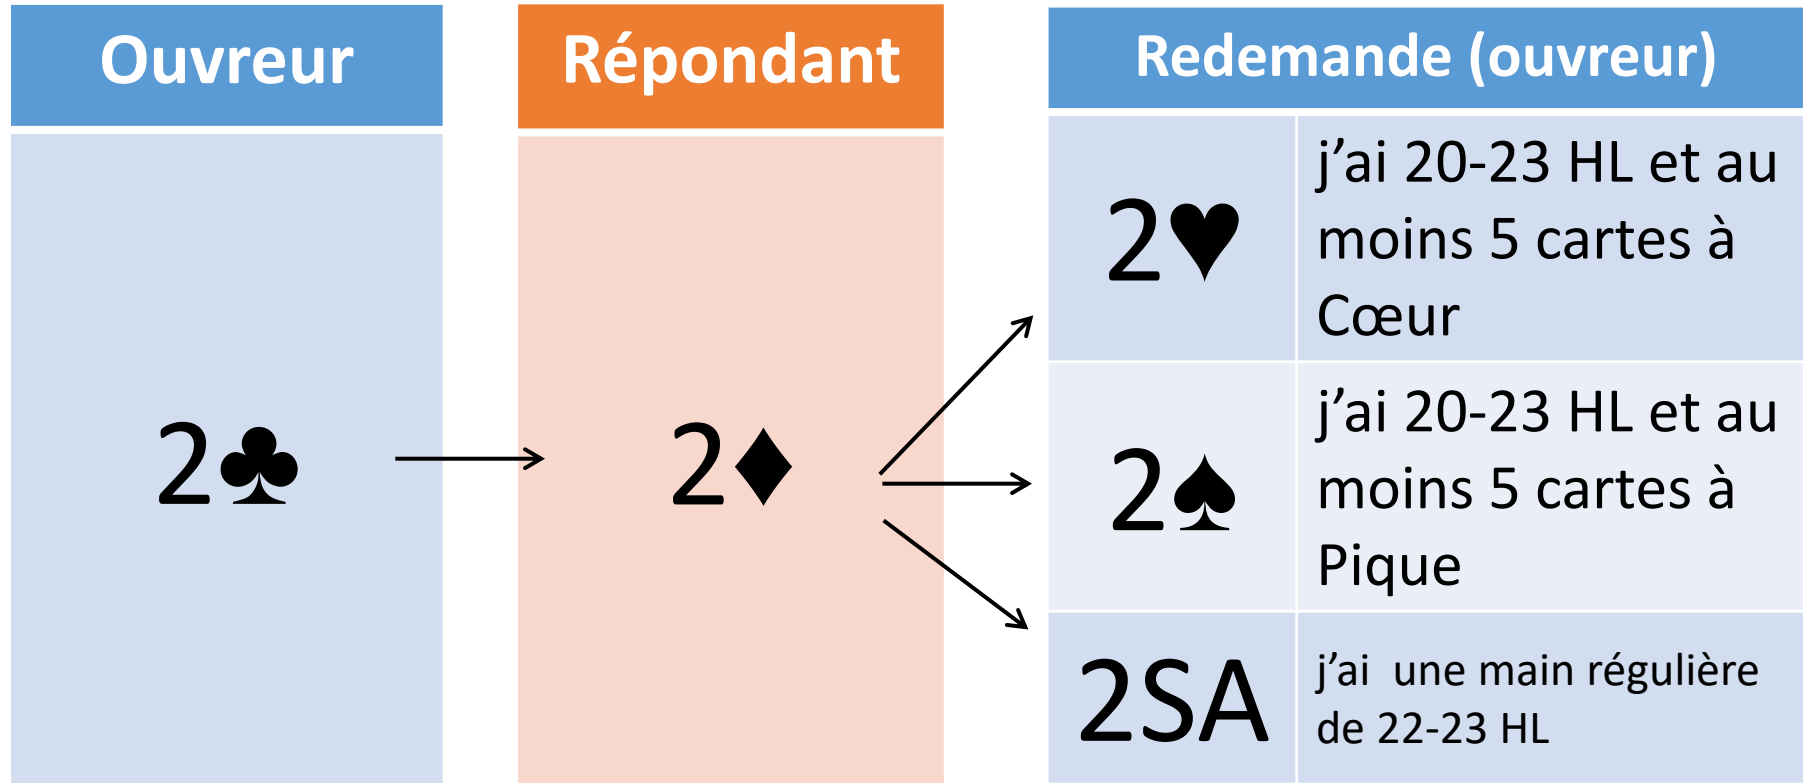 Ouvreur
Répondant
Redemande (ouvreur)
2♣
2♦
2♥
j’ai 20-23 HL et au
moins 5 cartes à
Cœur
2♠
j’ai 20-23 HL et au
moins 5 cartes à
Pique
2SA
j’ai une main régulière
de 22-23 HL